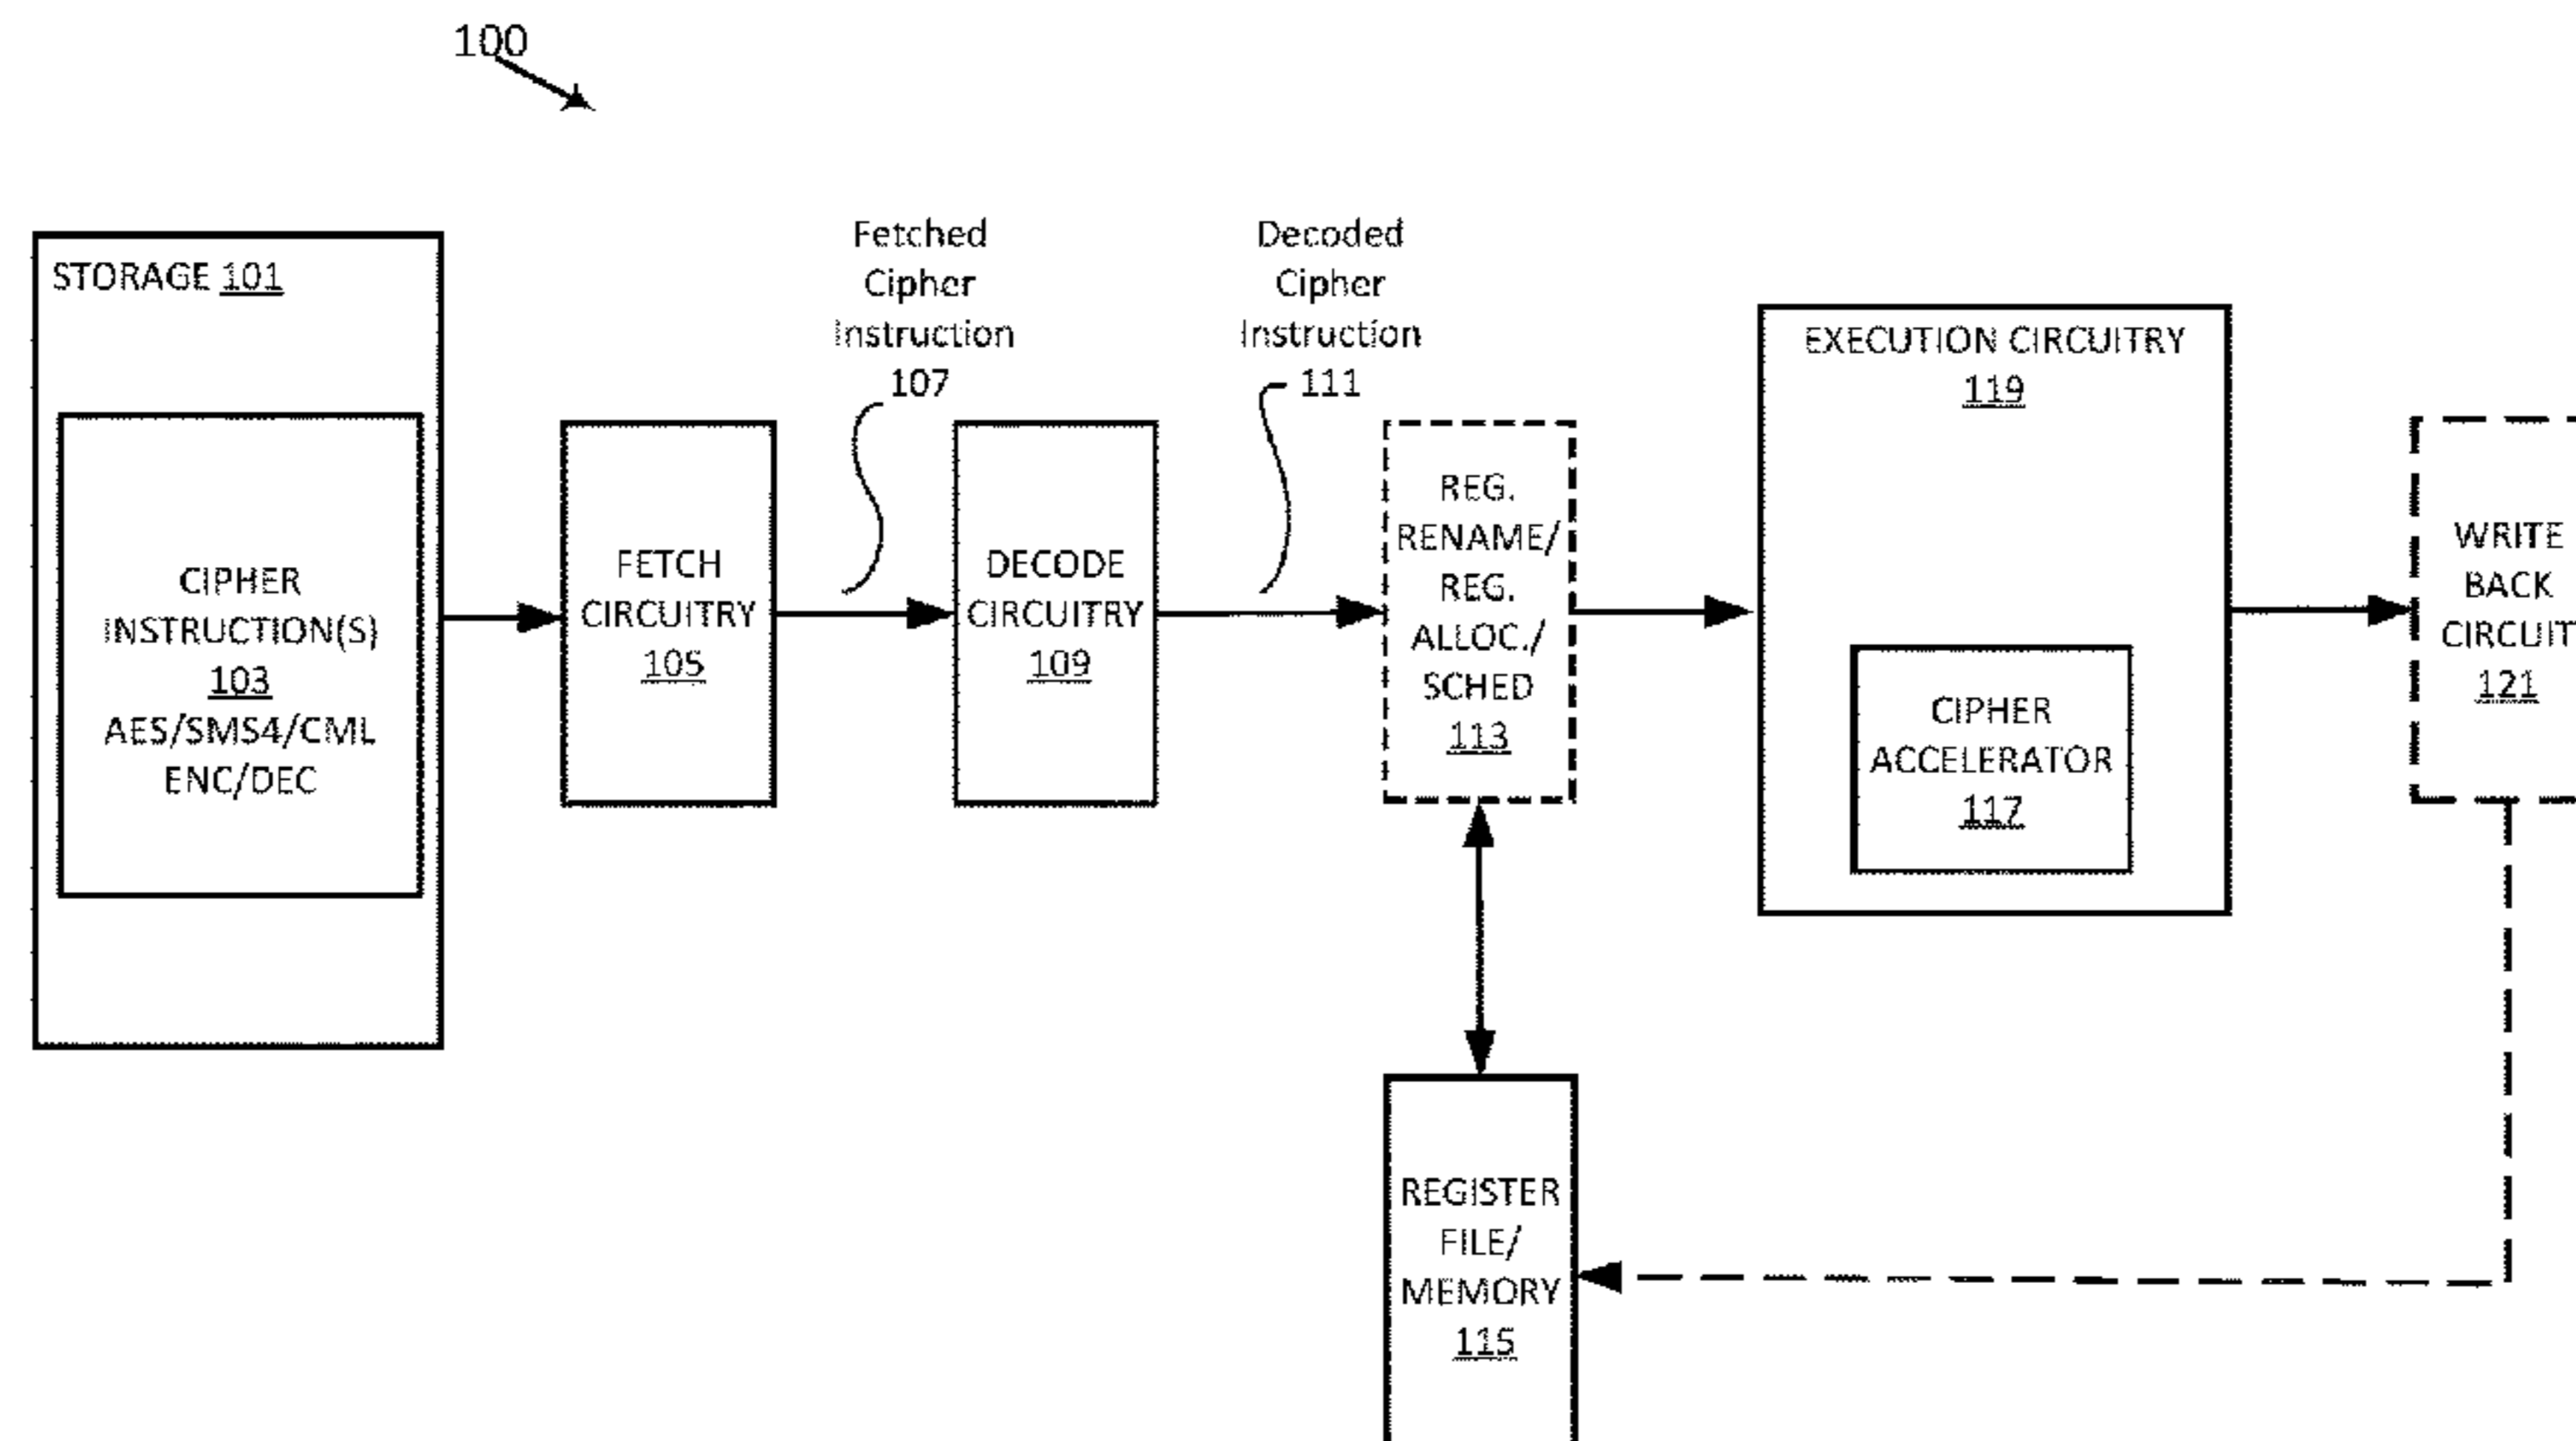 100
STORAGE 101
CIPHER
INSTRUCTION(S)
103
AES/SMS4/CML
ENC/DEC
FETCH
CIRCUITRY
105
Fetched
Cipher
Instruction
107
DECODE
CIRCUITRY
109
Decoded
Cipher
Instruction
111
REG.
RENAME/
REG.
ALLOC./
SCHED
113
EXECUTION CIRCUITRY
119
CIPHER
ACCELERATOR
117
WRITE
BACK
CIRCUIT
121
REGISTER
FILE/
MEMORY
115